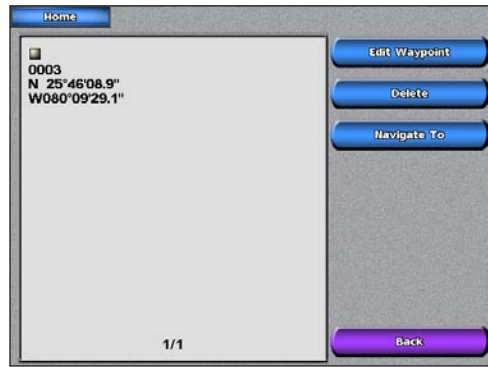 Home
0003
N 25°46'08.9"
W080°09'29.1"
1/1
Edit Waypoint
Delete
Navigate To
Back